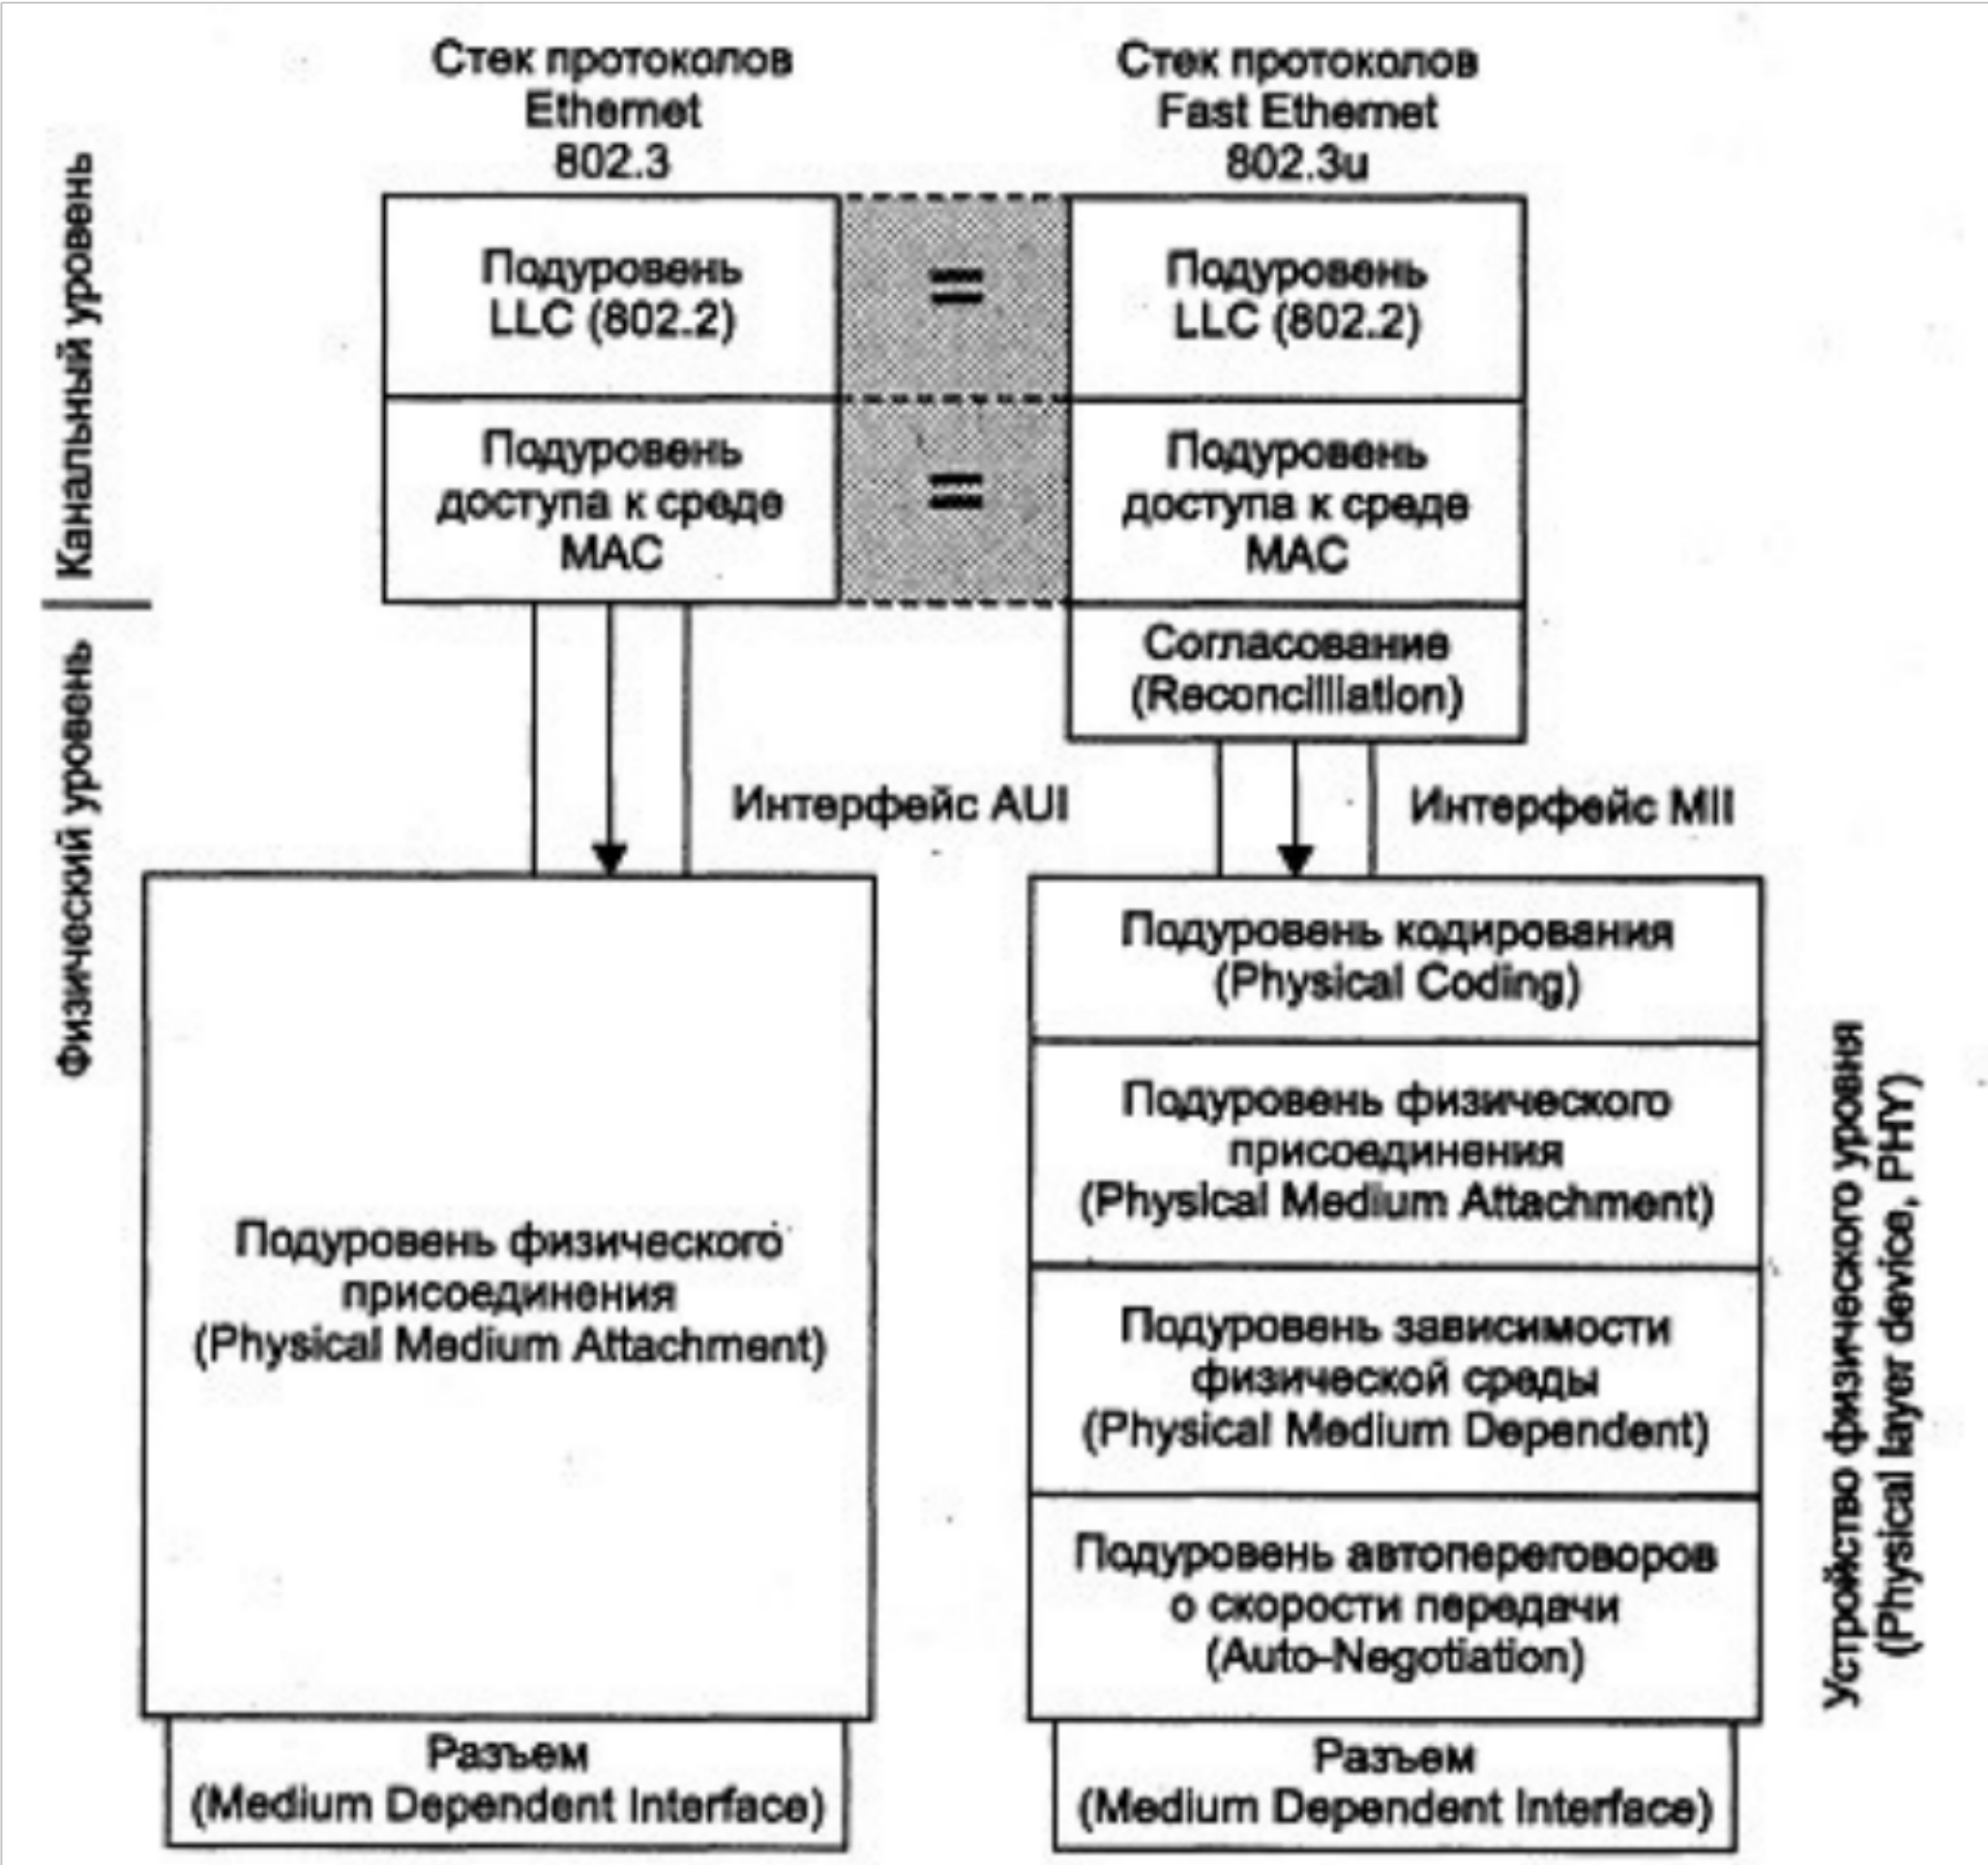 Стек протоколов
Ethernet
802.3
Стек протоколов
Fast Ethernet
802.3u
Канальный уровень
Подуровень
LLC (802.2)
=
Подуровень
LLC (802.2)
Подуровень
доступа к среде
MAC
=
Подуровень
доступа к среде
MAC
Согласование
(Reconcilliation)
Физический уровень
Интерфейс AUI
Интерфейс MII
Подуровень физического
присоединения
(Physical Medium Attachment)
Подуровень кодирования
(Physical Coding)
Подуровень физического
присоединения
(Physical Medium Attachment)
Подуровень зависимости
физической среды
(Physical Medium Dependent)
Подуровень автопереговоров
о скорости передачи
(Auto-Negotiation)
Устройство физического уровня
(Physical layer device, PHY)
Разъем
(Medium Dependent Interface)
Разъем
(Medium Dependent Interface)